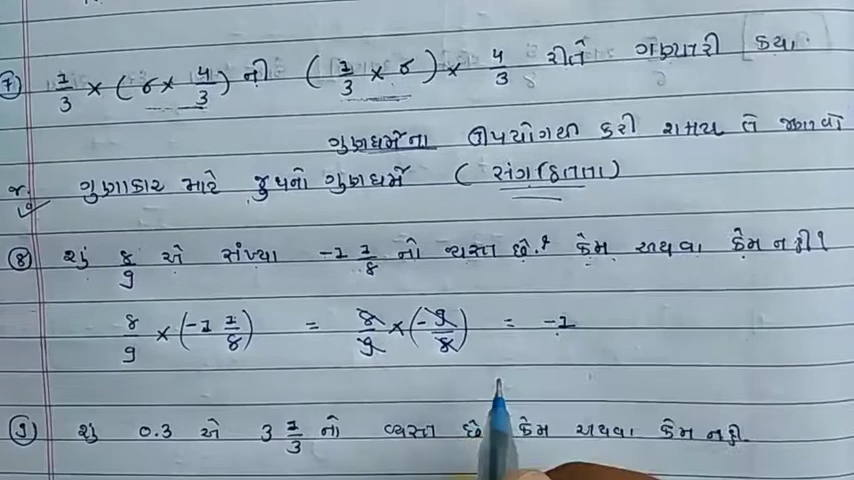 ⑦ 1/3 × (6 × 4/3) ની (1/3 × 6) × 4/3 રીતે ગણતરી કયા
ગુણધર્મના ઉપયોગથી કરી શકાય તે જણાવો
જ. ગુણાકાર માટે જુથનો ગુણધર્મ (
⑧ શું 8/9 એ સંખ્યા -1 1/8 નો વ્યસ્ત છે? કેમ અથવા કેમ નહી?
8/9 × (-1 1/8) = 8/9 × (-9/8) = -1
⑨ શું 0.3 એ 3 1/3 નો વ્યસ્ત છે કેમ અથવા કેમ નહી